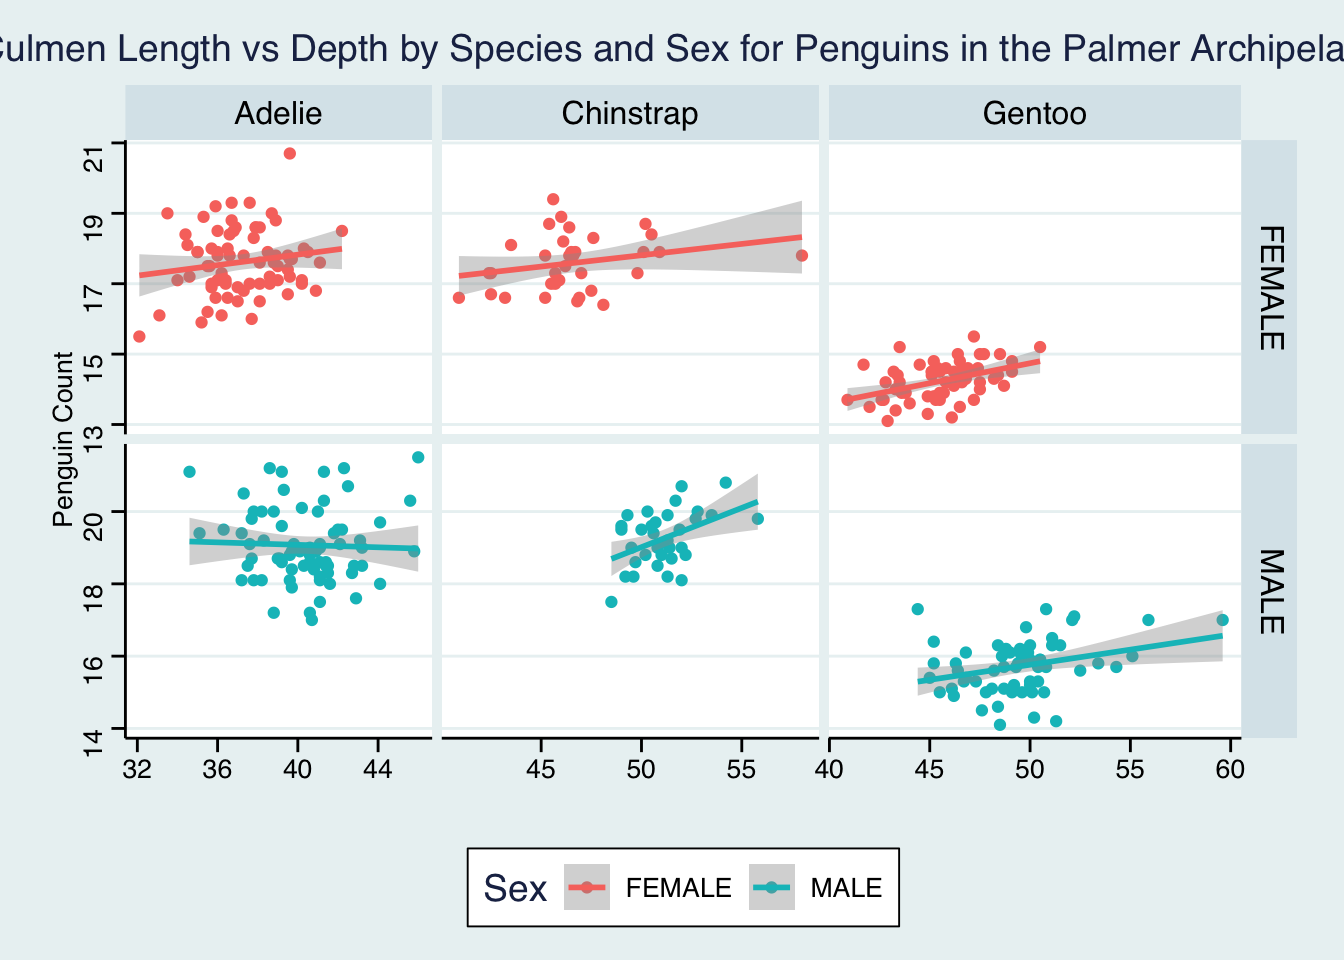 Culmen Length vs Depth by Species and Sex for Penguins in the Palmer Archipela
Adelie Chinstrap Gentoo
21
19
17
15
13
FEMALE
Penguin Count
20
18
16
14
MALE
32 36 40 44 45 50 55 40 45 50 55 60
Sex FEMALE MALE